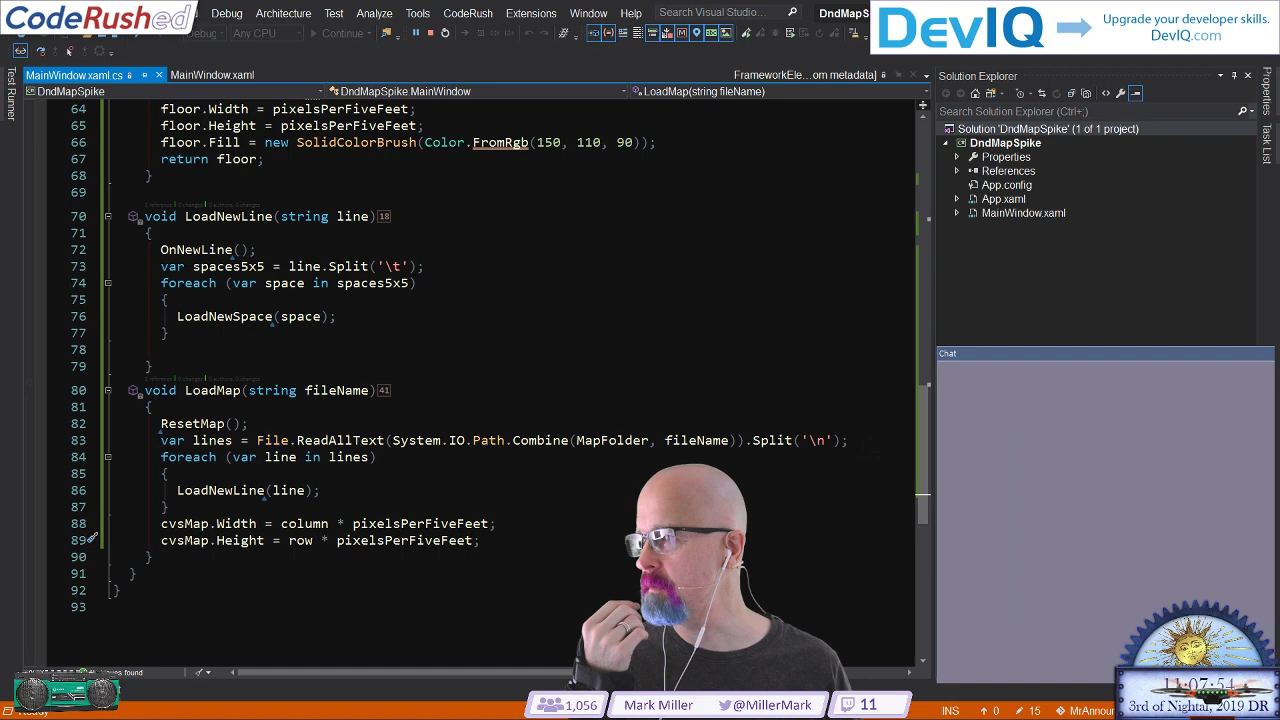 CodeRushed
Debug Architecture Test Analyze Tools CodeRush Extensions Window Help Search Visual Studio DndMapSpike
Debug Any CPU Continue
DevIQ Upgrade your developer skills.
DevIQ.com
Test Runner
MainWindow.xaml.cs MainWindow.xaml FrameworkEle...om metadata]
DndMapSpike DndMapSpike.MainWindow LoadMap(string fileName)
64 floor.Width = pixelsPerFiveFeet;
65 floor.Height = pixelsPerFiveFeet;
66 floor.Fill = new SolidColorBrush(Color.FromRgb(150, 110, 90));
67 return floor;
68 }
69
70 void LoadNewLine(string line) 18
71 {
72 OnNewLine();
73 var spaces5x5 = line.Split('\t');
74 foreach (var space in spaces5x5)
75 {
76 LoadNewSpace(space);
77 }
78
79 }
80 void LoadMap(string fileName) 41
81 {
82 ResetMap();
83 var lines = File.ReadAllText(System.IO.Path.Combine(MapFolder, fileName)).Split('\n');
84 foreach (var line in lines)
85 {
86 LoadNewLine(line);
87 }
88 cvsMap.Width = column * pixelsPerFiveFeet;
89 cvsMap.Height = row * pixelsPerFiveFeet;
90 }
91 }
92 }
93
Solution Explorer
Search Solution Explorer (Ctrl+;)
Solution 'DndMapSpike' (1 of 1 project)
DndMapSpike
Properties
References
App.config
App.xaml
MainWindow.xaml
Properties
Task List
Chat
1,056 Mark Miller @MillerMark 11
11:07:54
3rd of Nightal, 2019 DR
Ready INS 0 15 MrAnnour